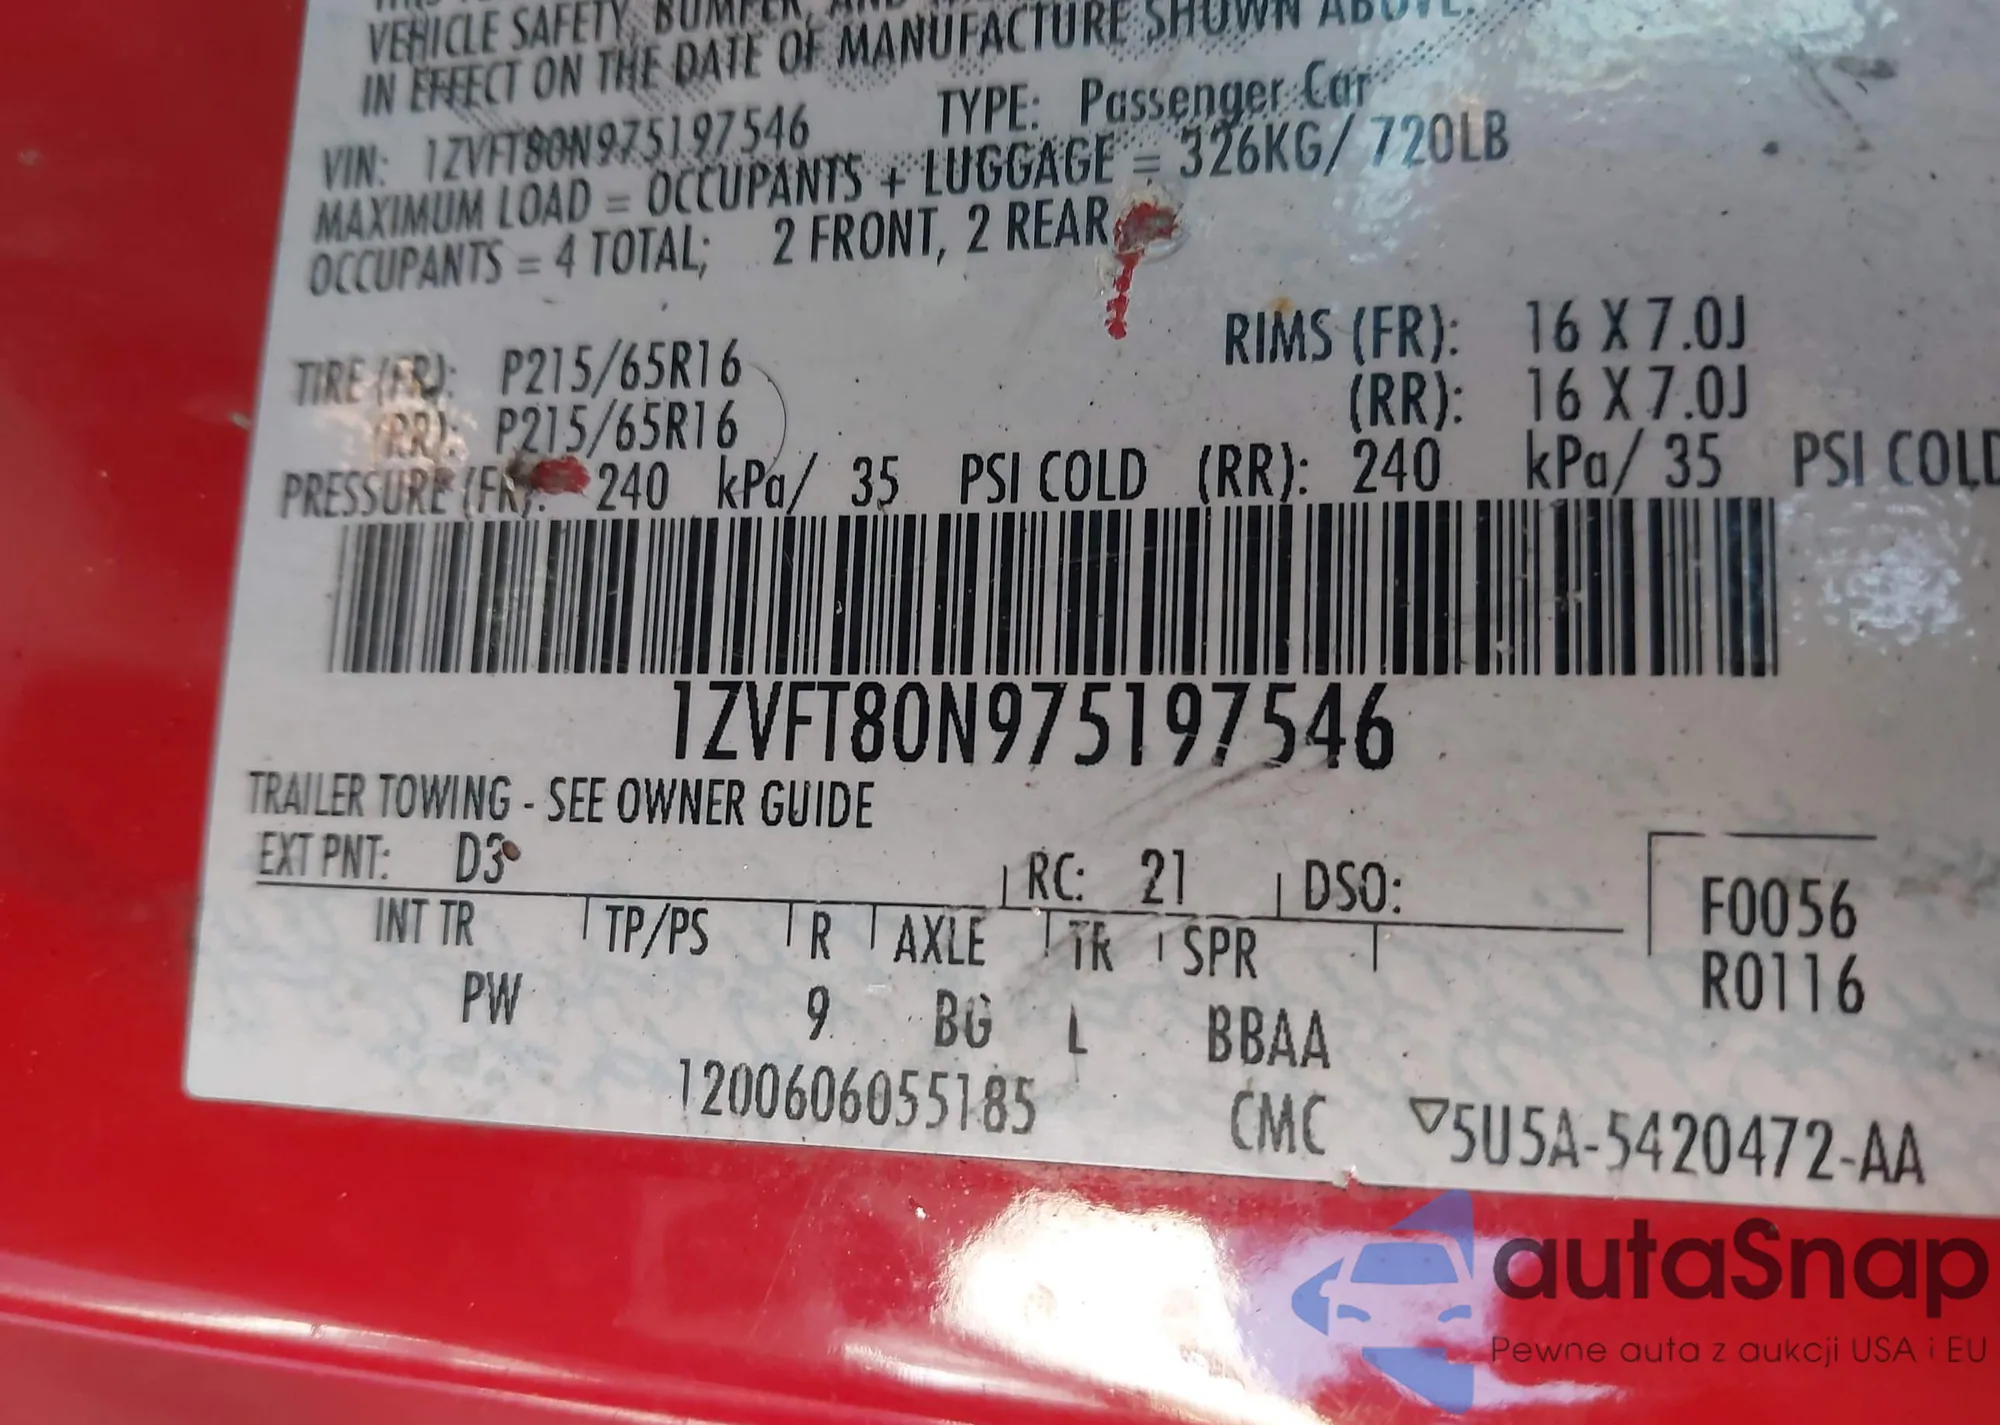 VEHICLE SAFETY, BUMPER, AND
IN EFFECT ON THE DATE OF MANUFACTURE SHOWN ABOVE.
VIN: 1ZVFT80N975197546 TYPE: Passenger Car
MAXIMUM LOAD = OCCUPANTS + LUGGAGE = 326KG/ 720LB
OCCUPANTS = 4 TOTAL; 2 FRONT, 2 REAR
TIRE (FR): P215/65R16 RIMS (FR): 16 X 7.0J
(RR): P215/65R16 (RR): 16 X 7.0J
PRESSURE (FR): 240 kPa/ 35 PSI COLD (RR): 240 kPa/ 35 PSI COLD
1ZVFT80N975197546
TRAILER TOWING - SEE OWNER GUIDE
EXT PNT: D3 RC: 21 DSO:
INT TR TP/PS R AXLE TR SPR F0056
PW 9 BG L BBAA R0116
1200606055185 CMC ▽5U5A-5420472-AA
autaSnap
Pewne auta z aukcji USA i EU